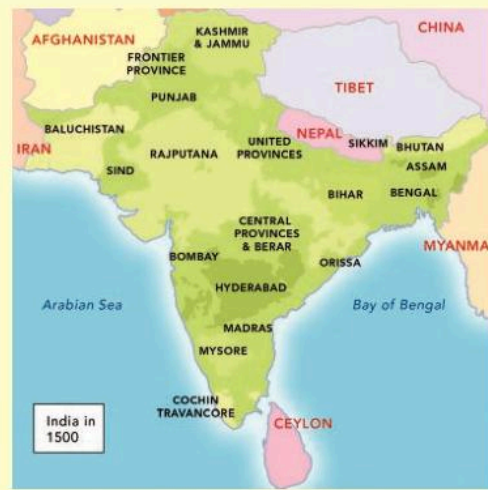 CHINA
KASHMIR
& JAMMU
AFGHANISTAN
FRONTIER
PROVINCE
TIBET
PUNJAB
BALUCHISTAN
NEPAL
IRAN
RAJPUTANA
UNITED
PROVINCES
SIKKIM
BHUTAN
ASSAM
SIND
BIHAR
BENGAL
CENTRAL
PROVINCES
& BERAR
MYANMA
BOMBAY
ORISSA
HYDERABAD
Arabian Sea
Bay of Bengal
MADRAS
MYSORE
COCHIN
TRAVANCORE
CEYLON
India in
1500